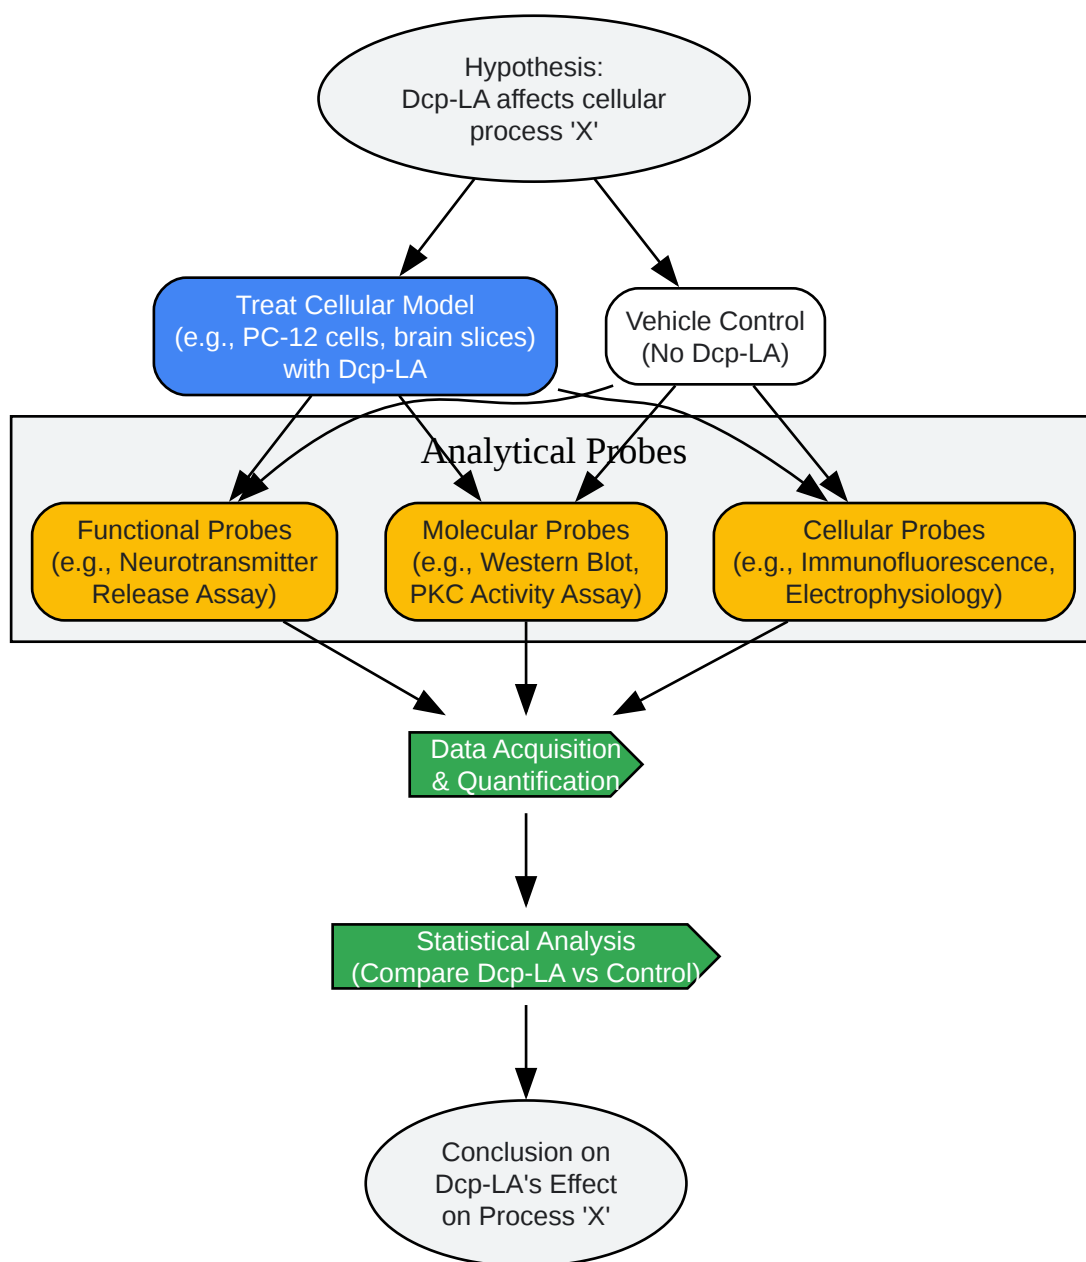 Hypothesis:
Dcp-LA affects cellular
process 'X'
Treat Cellular Model
(e.g., PC-12 cells, brain slices)
with Dcp-LA
Vehicle Control
(No Dcp-LA)
Analytical Probes
Functional Probes
(e.g., Neurotransmitter
Release Assay)
Molecular Probes
(e.g., Western Blot,
PKC Activity Assay)
Cellular Probes
(e.g., Immunofluorescence,
Electrophysiology)
Data Acquisition
& Quantification
Statistical Analysis
(Compare Dcp-LA vs Control)
Conclusion on
Dcp-LA's Effect
on Process 'X'